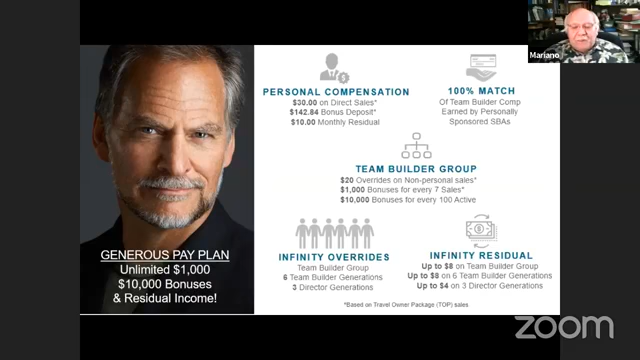 Mariano
PERSONAL COMPENSATION
$30.00 on Direct Sales*
$142.84 Bonus Deposit*
$10.00 Monthly Residual
100% MATCH
Of Team Builder Comp
Earned by Personally
Sponsored SBAs
TEAM BUILDER GROUP
$20 Overrides on Non-personal sales*
$1,000 Bonuses for every 7 Sales*
$10,000 Bonuses for every 100 Active
GENEROUS PAY PLAN
Unlimited $1,000
$10,000 Bonuses
& Residual Income!
INFINITY OVERRIDES
Team Builder Group
6 Team Builder Generations
3 Director Generations
INFINITY RESIDUAL
Up to $8 on Team Builder Group
Up to $8 on 6 Team Builder Generations
Up to $4 on 3 Director Generations
*Based on Travel Owner Package (TOP) sales
zoom